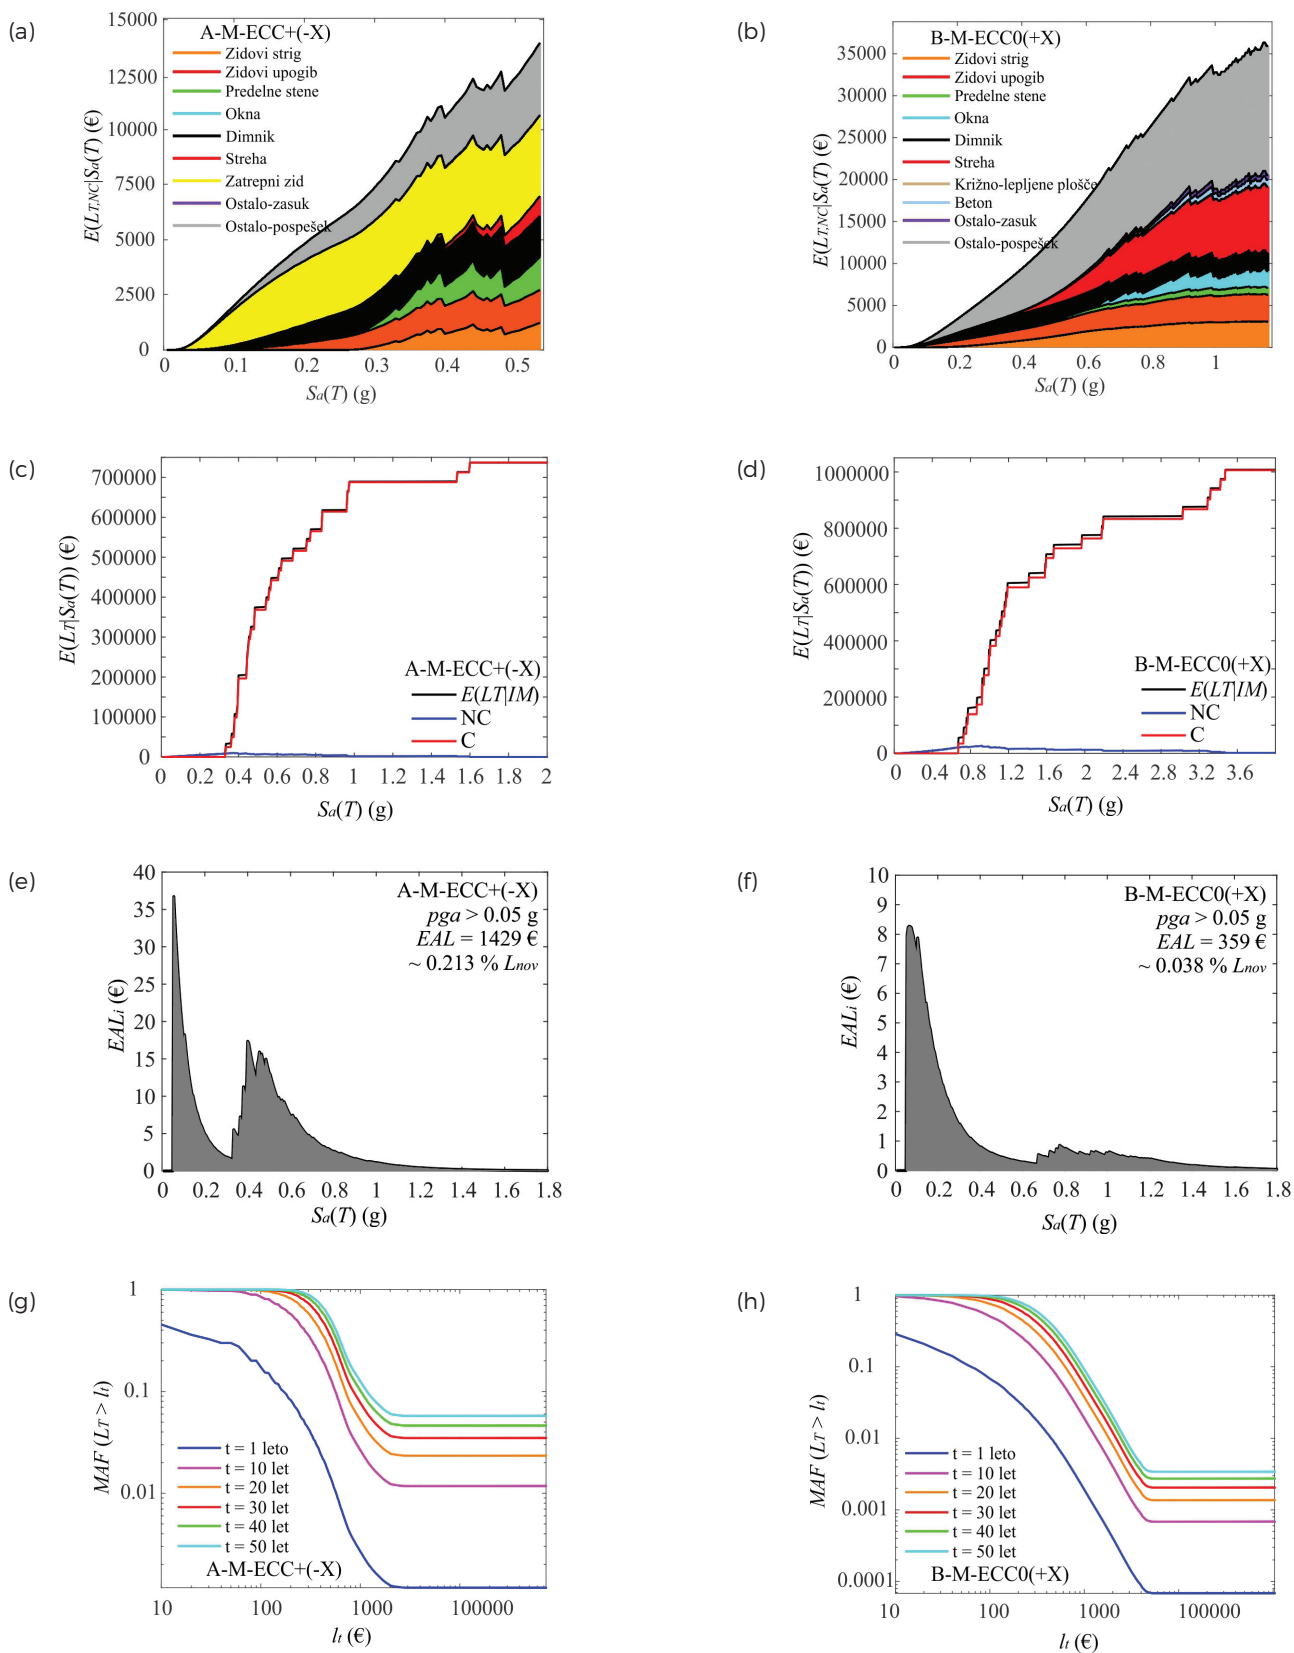 (a)
A-M-ECC+(-X)
Zidovi strig
Zidovi upogib
Predelne stene
Okna
Dimnik
Streha
Zatrepni zid
Ostalo-zasuk
Ostalo-pospešek
15000
12500
10000
7500
5000
2500
0
E(LT,NC|Sa(T) (€)
0 0.1 0.2 0.3 0.4 0.5
Sa(T) (g)
(b)
B-M-ECC0(+X)
Zidovi strig
Zidovi upogib
Predelne stene
Okna
Dimnik
Streha
Križno-lepljene plošče
Beton
Ostalo-zasuk
Ostalo-pospešek
35000
30000
25000
20000
15000
10000
5000
0
E(LT,NC|Sa(T) (€)
0 0.2 0.4 0.6 0.8 1
Sa(T) (g)
(c)
700000
600000
500000
400000
300000
200000
100000
0
E(LT|Sa(T)) (€)
A-M-ECC+(-X)
E(LT|IM)
NC
C
0 0.2 0.4 0.6 0.8 1 1.2 1.4 1.6 1.8 2
Sa(T) (g)
(d)
1000000
800000
600000
400000
200000
0
E(LT|Sa(T)) (€)
B-M-ECC0(+X)
E(LT|IM)
NC
C
0 0.4 0.8 1.2 1.6 2 2.4 2.8 3.2 3.6
Sa(T) (g)
(e)
40
35
30
25
20
15
10
5
0
EALi (€)
A-M-ECC+(-X)
pga > 0.05 g
EAL = 1429 €
~ 0.213 % Lnov
0 0.2 0.4 0.6 0.8 1 1.2 1.4 1.6 1.8
Sa(T) (g)
(f)
10
9
8
7
6
5
4
3
2
1
0
EALi (€)
B-M-ECC0(+X)
pga > 0.05 g
EAL = 359 €
~ 0.038 % Lnov
0 0.2 0.4 0.6 0.8 1 1.2 1.4 1.6 1.8
Sa(T) (g)
(g)
1
0.1
0.01
MAF (LT > lt)
t = 1 leto
t = 10 let
t = 20 let
t = 30 let
t = 40 let
t = 50 let
A-M-ECC+(-X)
10 100 1000 100000
lt (€)
(h)
1
0.1
0.01
0.001
0.0001
MAF (LT > lt)
t = 1 leto
t = 10 let
t = 20 let
t = 30 let
t = 40 let
t = 50 let
B-M-ECC0(+X)
10 100 1000 100000
lt (€)